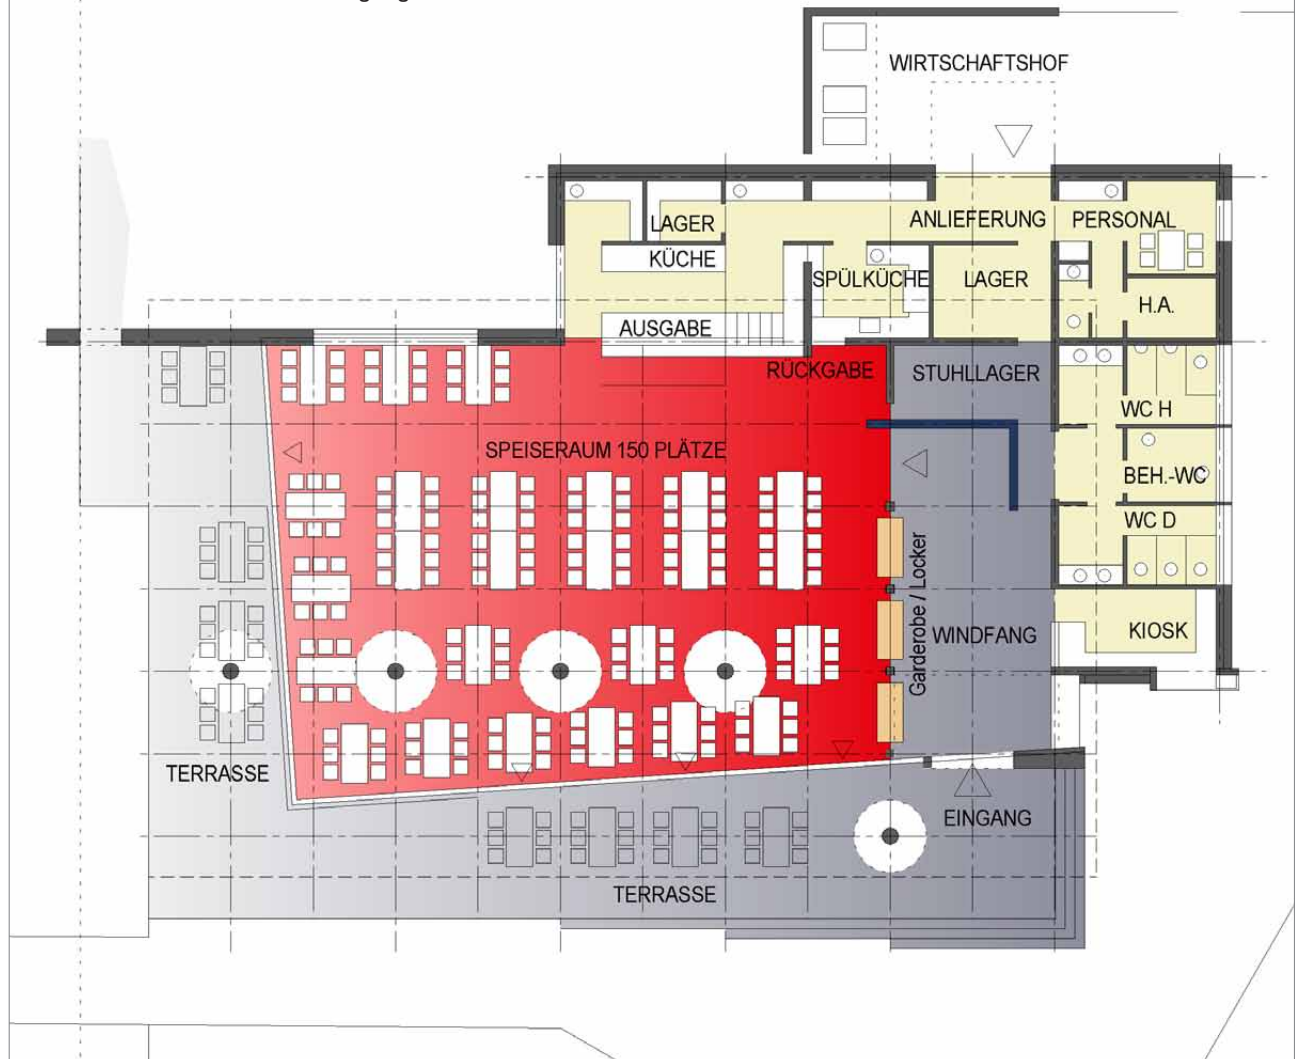 WIRTSCHAFTSHOF
LAGER
ANLIEFERUNG
PERSONAL
KÜCHE
SPÜLKÜCHE
LAGER
H.A.
AUSGABE
RÜCKGABE
STUHLLAGER
WC H
SPEISERAUM 150 PLÄTZE
BEH.-WC
WC D
Garderobe / Locker
WINDFANG
KIOSK
TERRASSE
EINGANG
TERRASSE